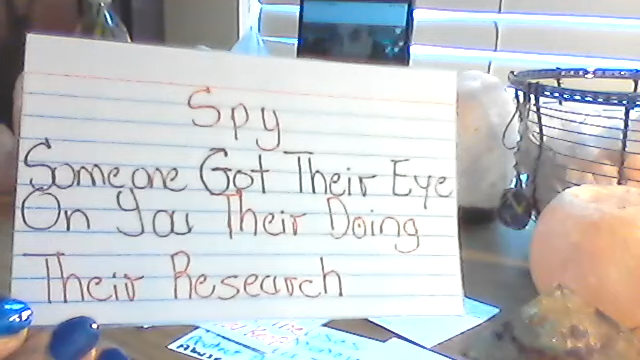 Spy
Someone Got Their Eye
On You Their Doing
Their Research